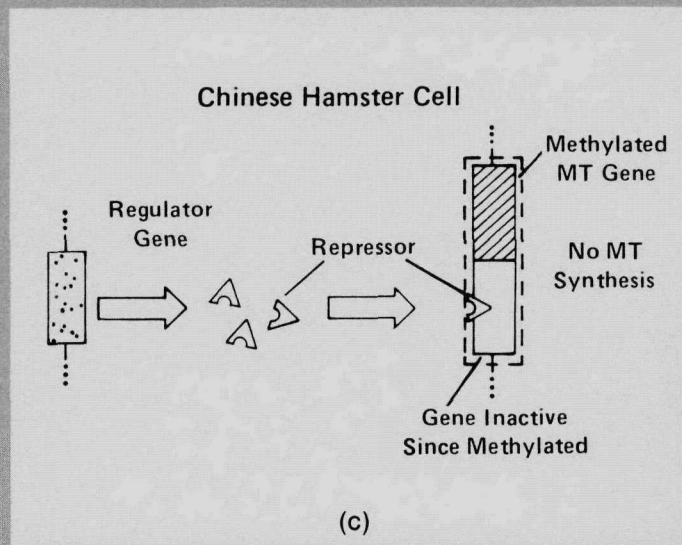 Chinese Hamster Cell
Regulator
Gene
Repressor
Methylated
MT Gene
No MT
Synthesis
Gene Inactive
Since Methylated
(c)